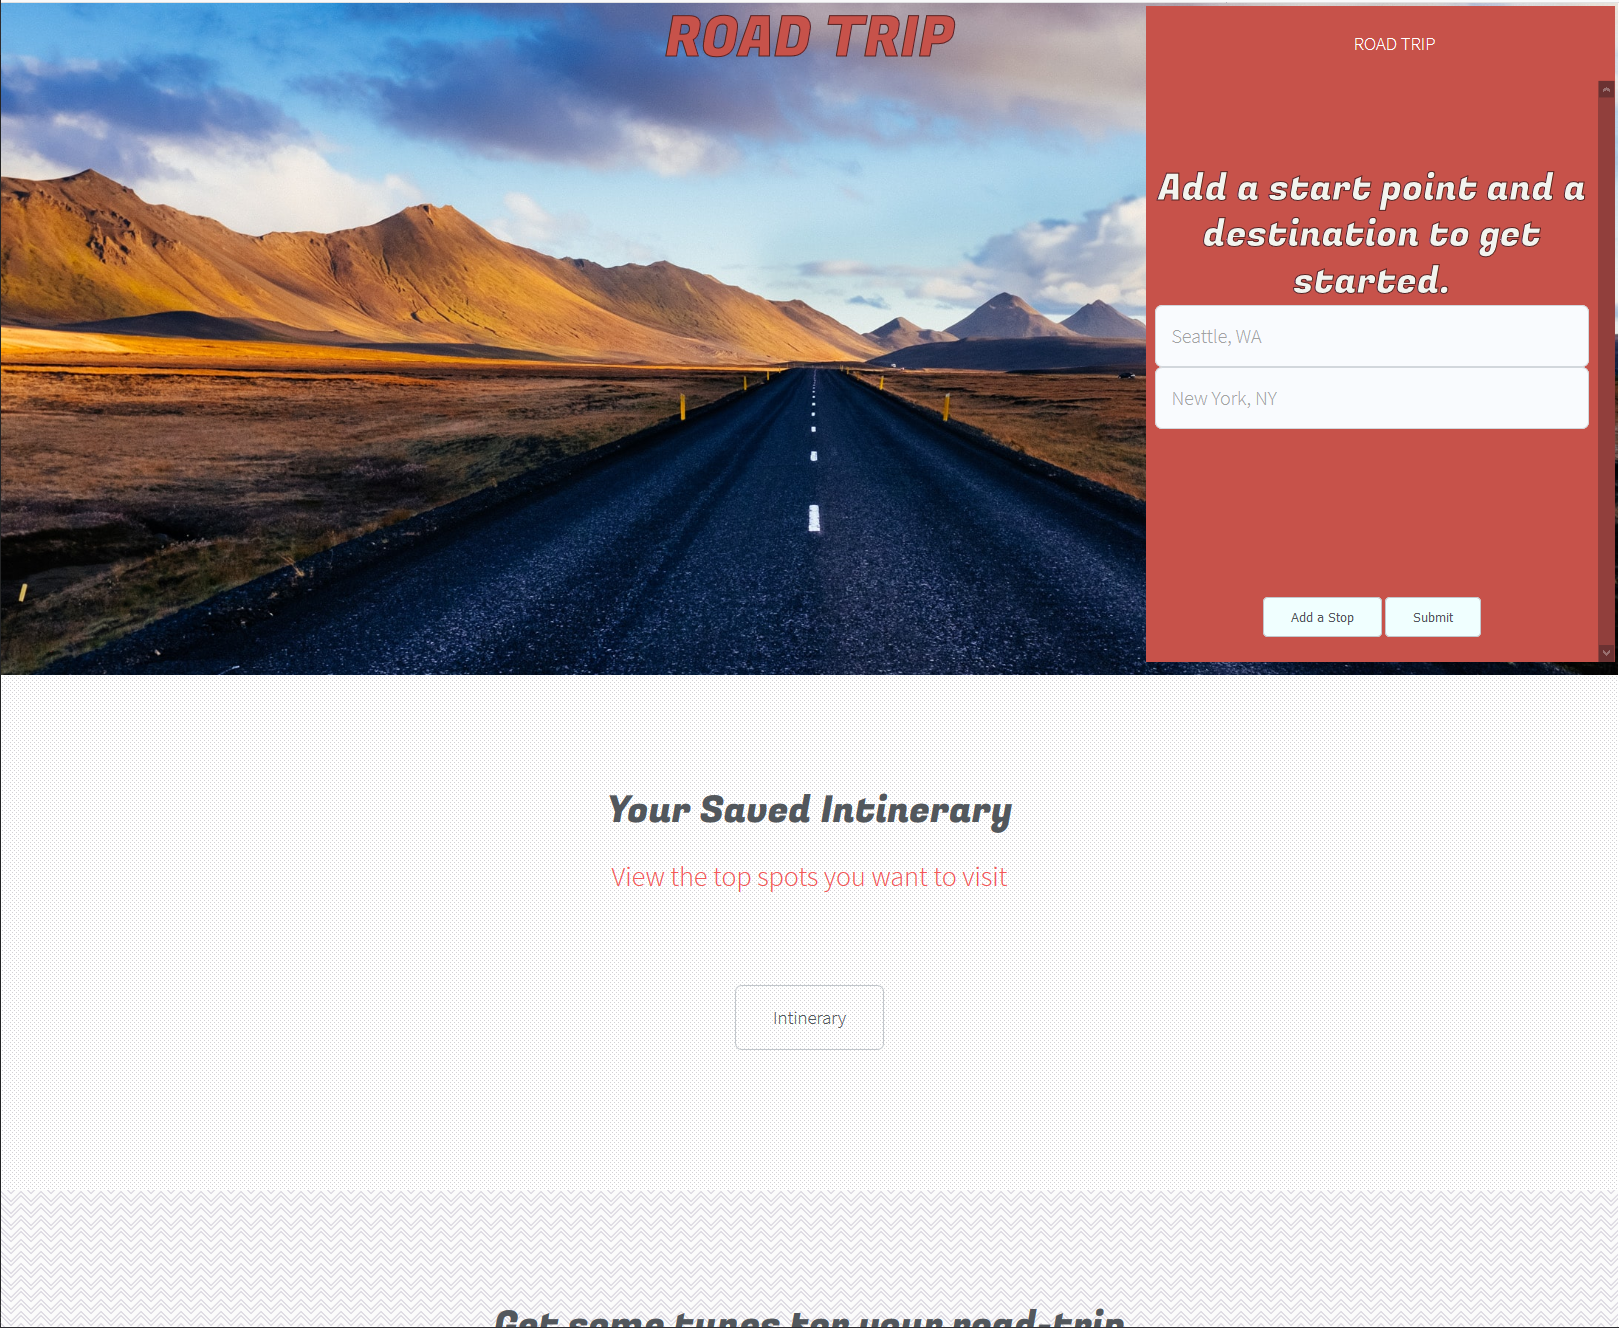 ROAD TRIP
ROAD TRIP
Add a start point and a
destination to get
started.
Seattle, WA
New York, NY
Add a Stop
Submit
Your Saved Intinerary
View the top spots you want to visit
Intinerary
Get some tunes for your road-trip